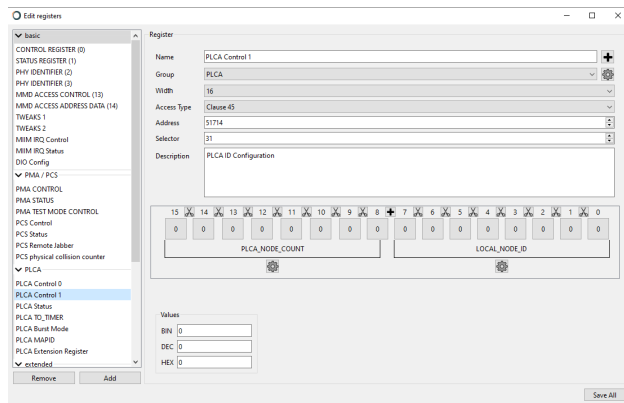 Edit registers
basic
CONTROL REGISTER (0)
STATUS REGISTER (1)
PHY IDENTIFIER (2)
PHY IDENTIFIER (3)
MMD ACCESS CONTROL (13)
MMD ACCESS ADDRESS DATA (14)
TWEAKS 1
TWEAKS 2
MIIM IRQ Control
MIIM IRQ Status
DIO Config
PMA / PCS
PMA CONTROL
PMA STATUS
PMA TEST MODE CONTROL
PCS Control
PCS Status
PCS Remote Jabber
PCS physical collision counter
PLCA
PLCA Control 0
PLCA Control 1
PLCA Status
PLCA TO_TIMER
PLCA Burst Mode
PLCA MAPID
PLCA Extension Register
extended
Remove Add
Register
Name PLCA Control 1
Group PLCA
Width 16
Access Type Clause 45
Address 51714
Selector 31
Description PLCA ID Configuration
15 14 13 12 11 10 9 8 7 6 5 4 3 2 1 0
0 0 0 0 0 0 0 0 0 0 0 0 0 0 0 0
PLCA_NODE_COUNT LOCAL_NODE_ID
Values
BIN 0
DEC 0
HEX 0
Save All